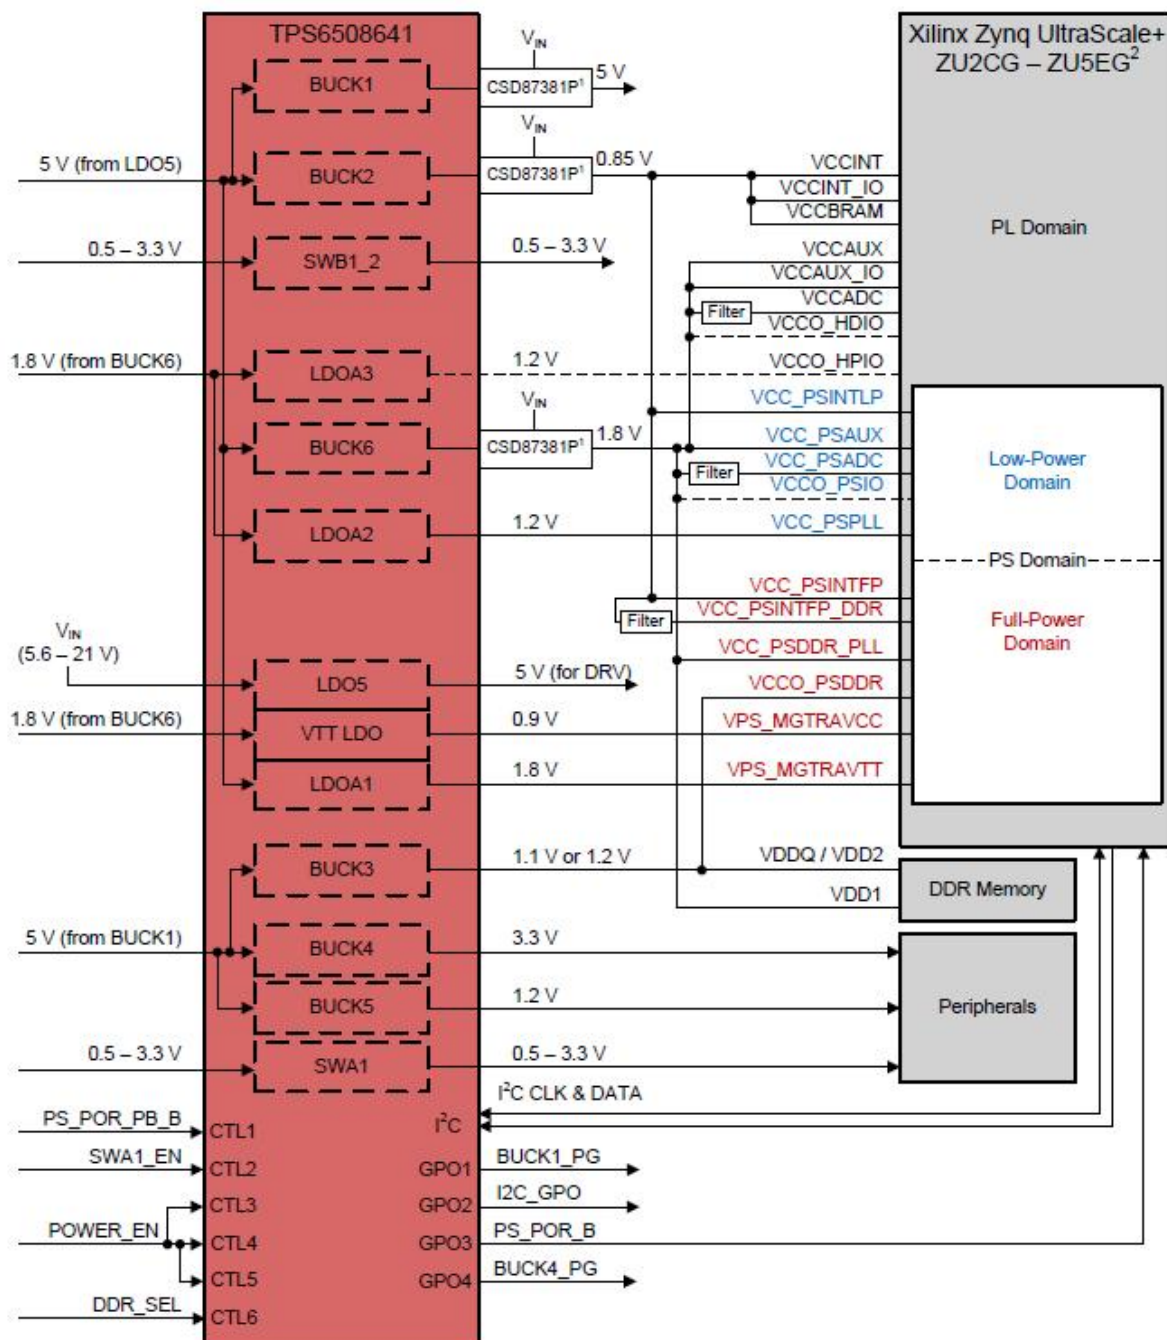 TPS6508641
Xilinx Zynq UltraScale+
ZU2CG – ZU5EG²
VIN
BUCK1
CSD87381P¹
5 V
VIN
5 V (from LDO5)
BUCK2
CSD87381P¹
0.85 V
VCCINT
VCCINT_IO
VCCBRAM
PL Domain
0.5 – 3.3 V
SWB1_2
0.5 – 3.3 V
VCCAUX
VCCAUX_IO
Filter
VCCADC
VCCO_HDIO
1.8 V (from BUCK6)
LDOA3
1.2 V
VCCO_HPIO
VIN
VCC_PSINTLP
BUCK6
CSD87381P¹
1.8 V
VCC_PSAUX
Filter
VCC_PSADC
VCCO_PSIO
Low-Power
Domain
LDOA2
1.2 V
VCC_PSPLL
PS Domain
VCC_PSINTFP
Filter
VCC_PSINTFP_DDR
Full-Power
Domain
VIN
(5.6 – 21 V)
VCC_PSDDR_PLL
LDO5
5 V (for DRV)
VCCO_PSDDR
1.8 V (from BUCK6)
VTT LDO
0.9 V
VPS_MGTRAVCC
LDOA1
1.8 V
VPS_MGTRAVTT
BUCK3
1.1 V or 1.2 V
VDDQ / VDD2
VDD1
DDR Memory
5 V (from BUCK1)
BUCK4
3.3 V
BUCK5
1.2 V
Peripherals
0.5 – 3.3 V
SWA1
0.5 – 3.3 V
I²C CLK & DATA
PS_POR_PB_B
CTL1
I²C
SWA1_EN
CTL2
GPO1
BUCK1_PG
CTL3
GPO2
I2C_GPO
POWER_EN
CTL4
GPO3
PS_POR_B
CTL5
GPO4
BUCK4_PG
DDR_SEL
CTL6